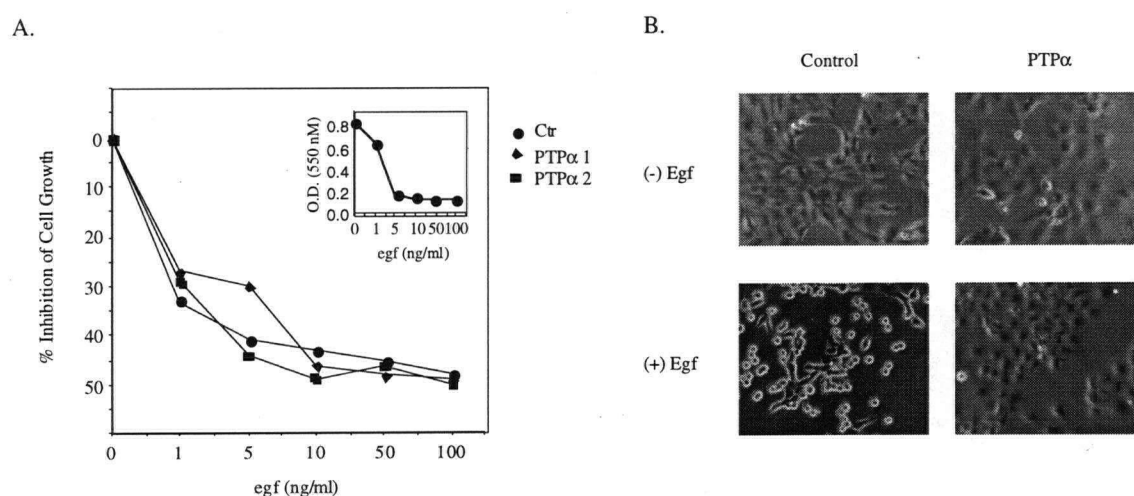 A.
% Inhibition of Cell Growth
0
10
20
30
40
50
0 1 5 10 50 100
egf (ng/ml)
O.D. (550 nM)
0.8
0.6
0.4
0.2
0.0
0 1 5 10 50 100
egf (ng/ml)
Ctr
PTPα 1
PTPα 2
B.
Control PTPα
(-) Egf
(+) Egf